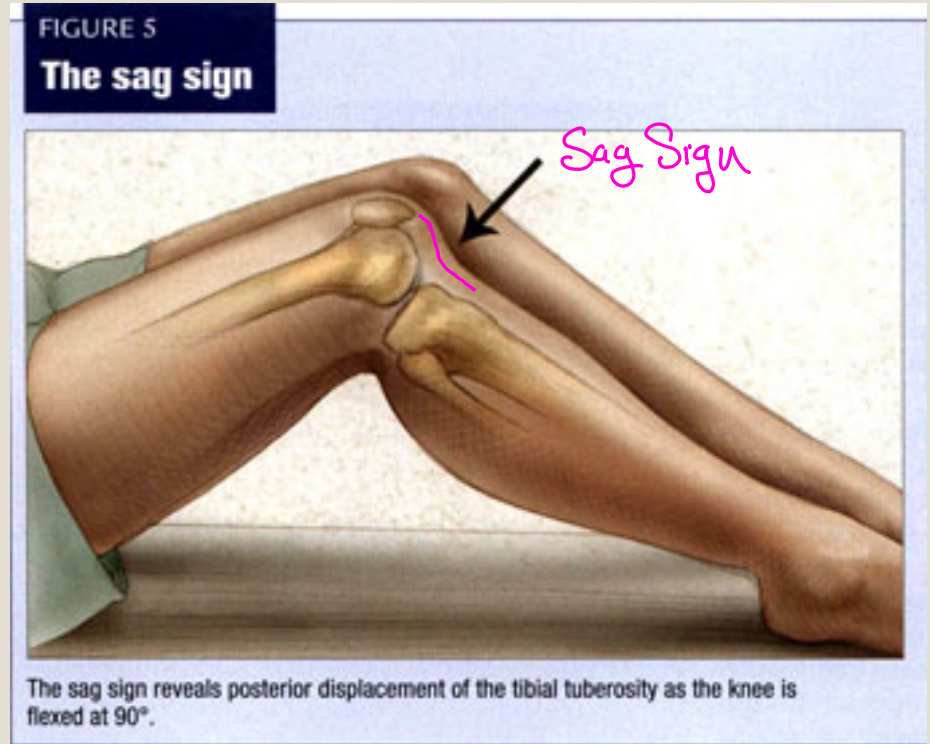 FIGURE 5
The sag sign
Sag Sign
The sag sign reveals posterior displacement of the tibial tuberosity as the knee is
flexed at 90°.